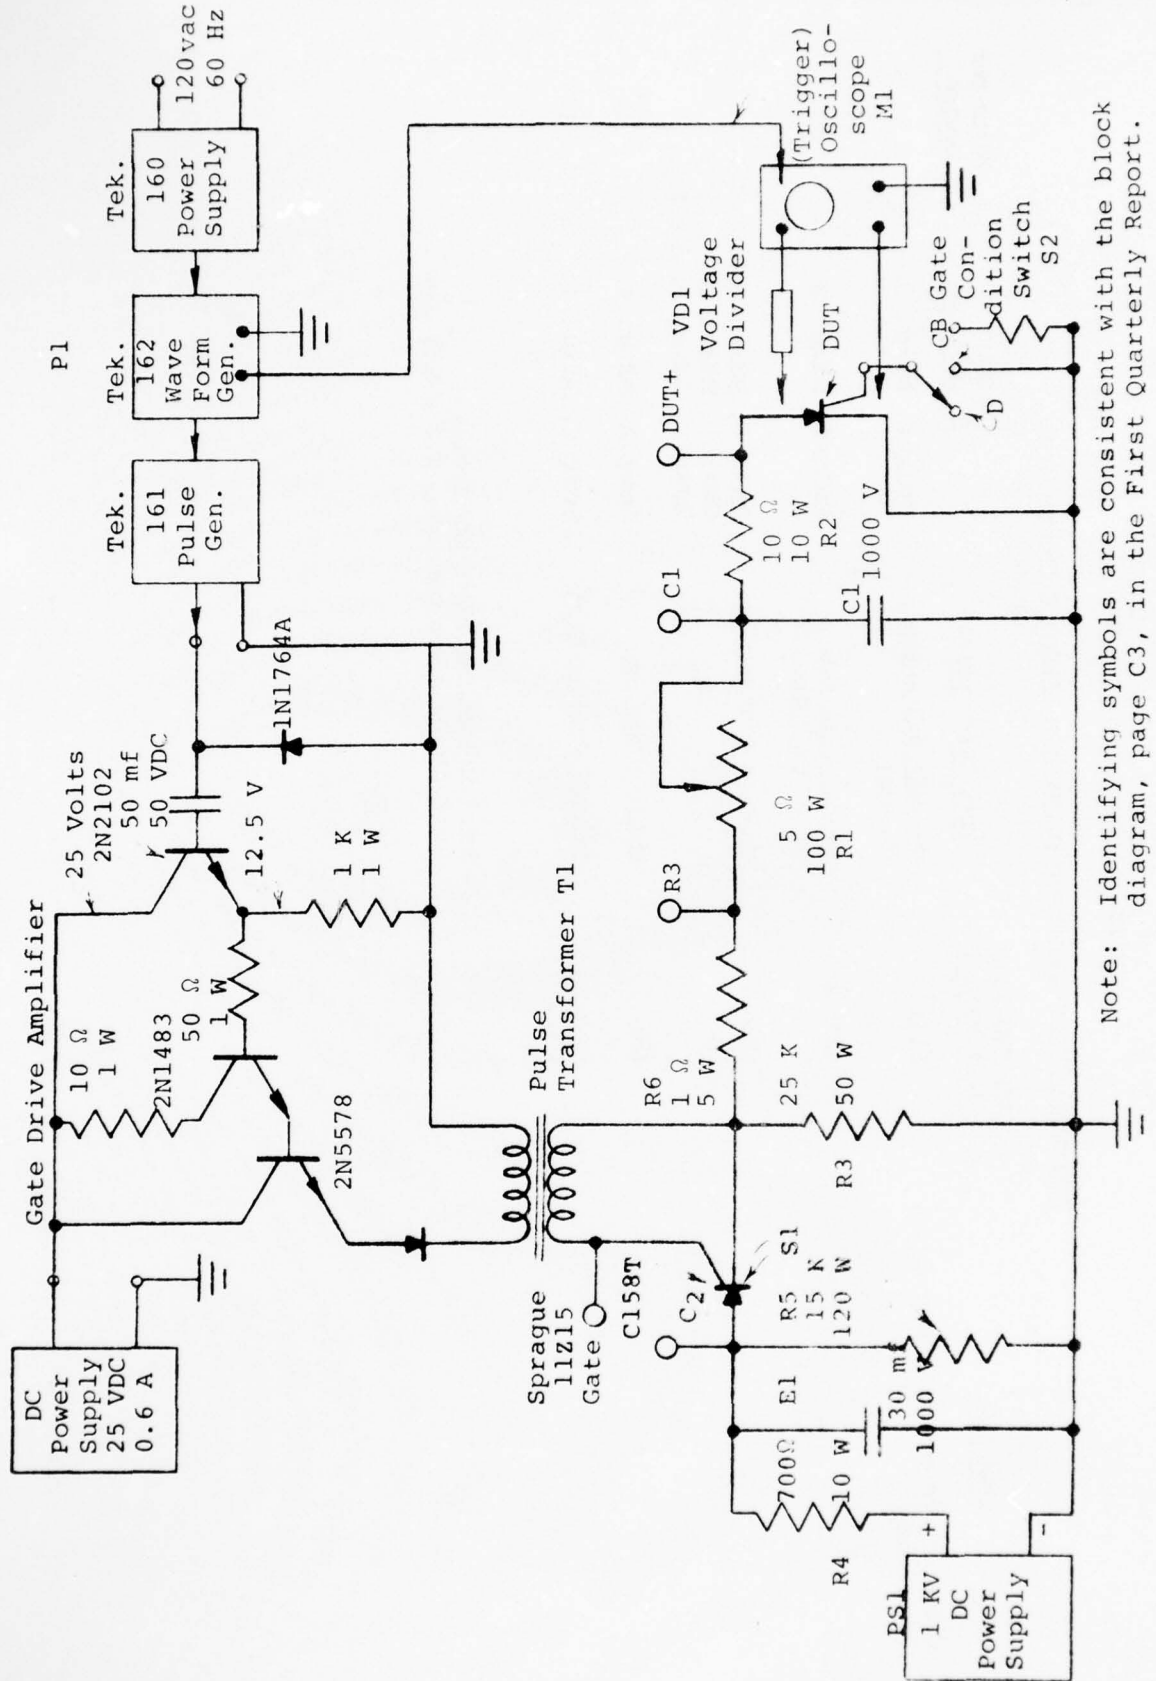 DC
Power
Supply
25 VDC
0.6 A
Gate Drive Amplifier
10 Ω
1 W
2N1483
50 Ω
1 W
2N5578
25 Volts
2N2102
50 mf
50 VDC
12.5 V
1 K
1 W
1N1764A
Tek.
161
Pulse
Gen.
Tek.
162
Wave
Form
Gen.
P1
Tek.
160
Power
Supply
120vac
60 Hz
Sprague
11Z15
Gate
Pulse
Transformer T1
C158T
PS1
1 KV
DC
Power
Supply
+
-
R4
700Ω
10 W
E1
30 mf
1000 V
C2
S1
R5
15 K
120 W
R6
1 Ω
5 W
25 K
50 W
R3
R3
5 Ω
100 W
R1
C1
C1
1000 V
10 Ω
10 W
R2
DUT+
DUT
VD1
Voltage
Divider
(Trigger)
Oscillo-
scope
M1
D
C
B
Gate
Con-
dition
Switch
S2
Note: Identifying symbols are consistent with the block
diagram, page C3, in the First Quarterly Report.